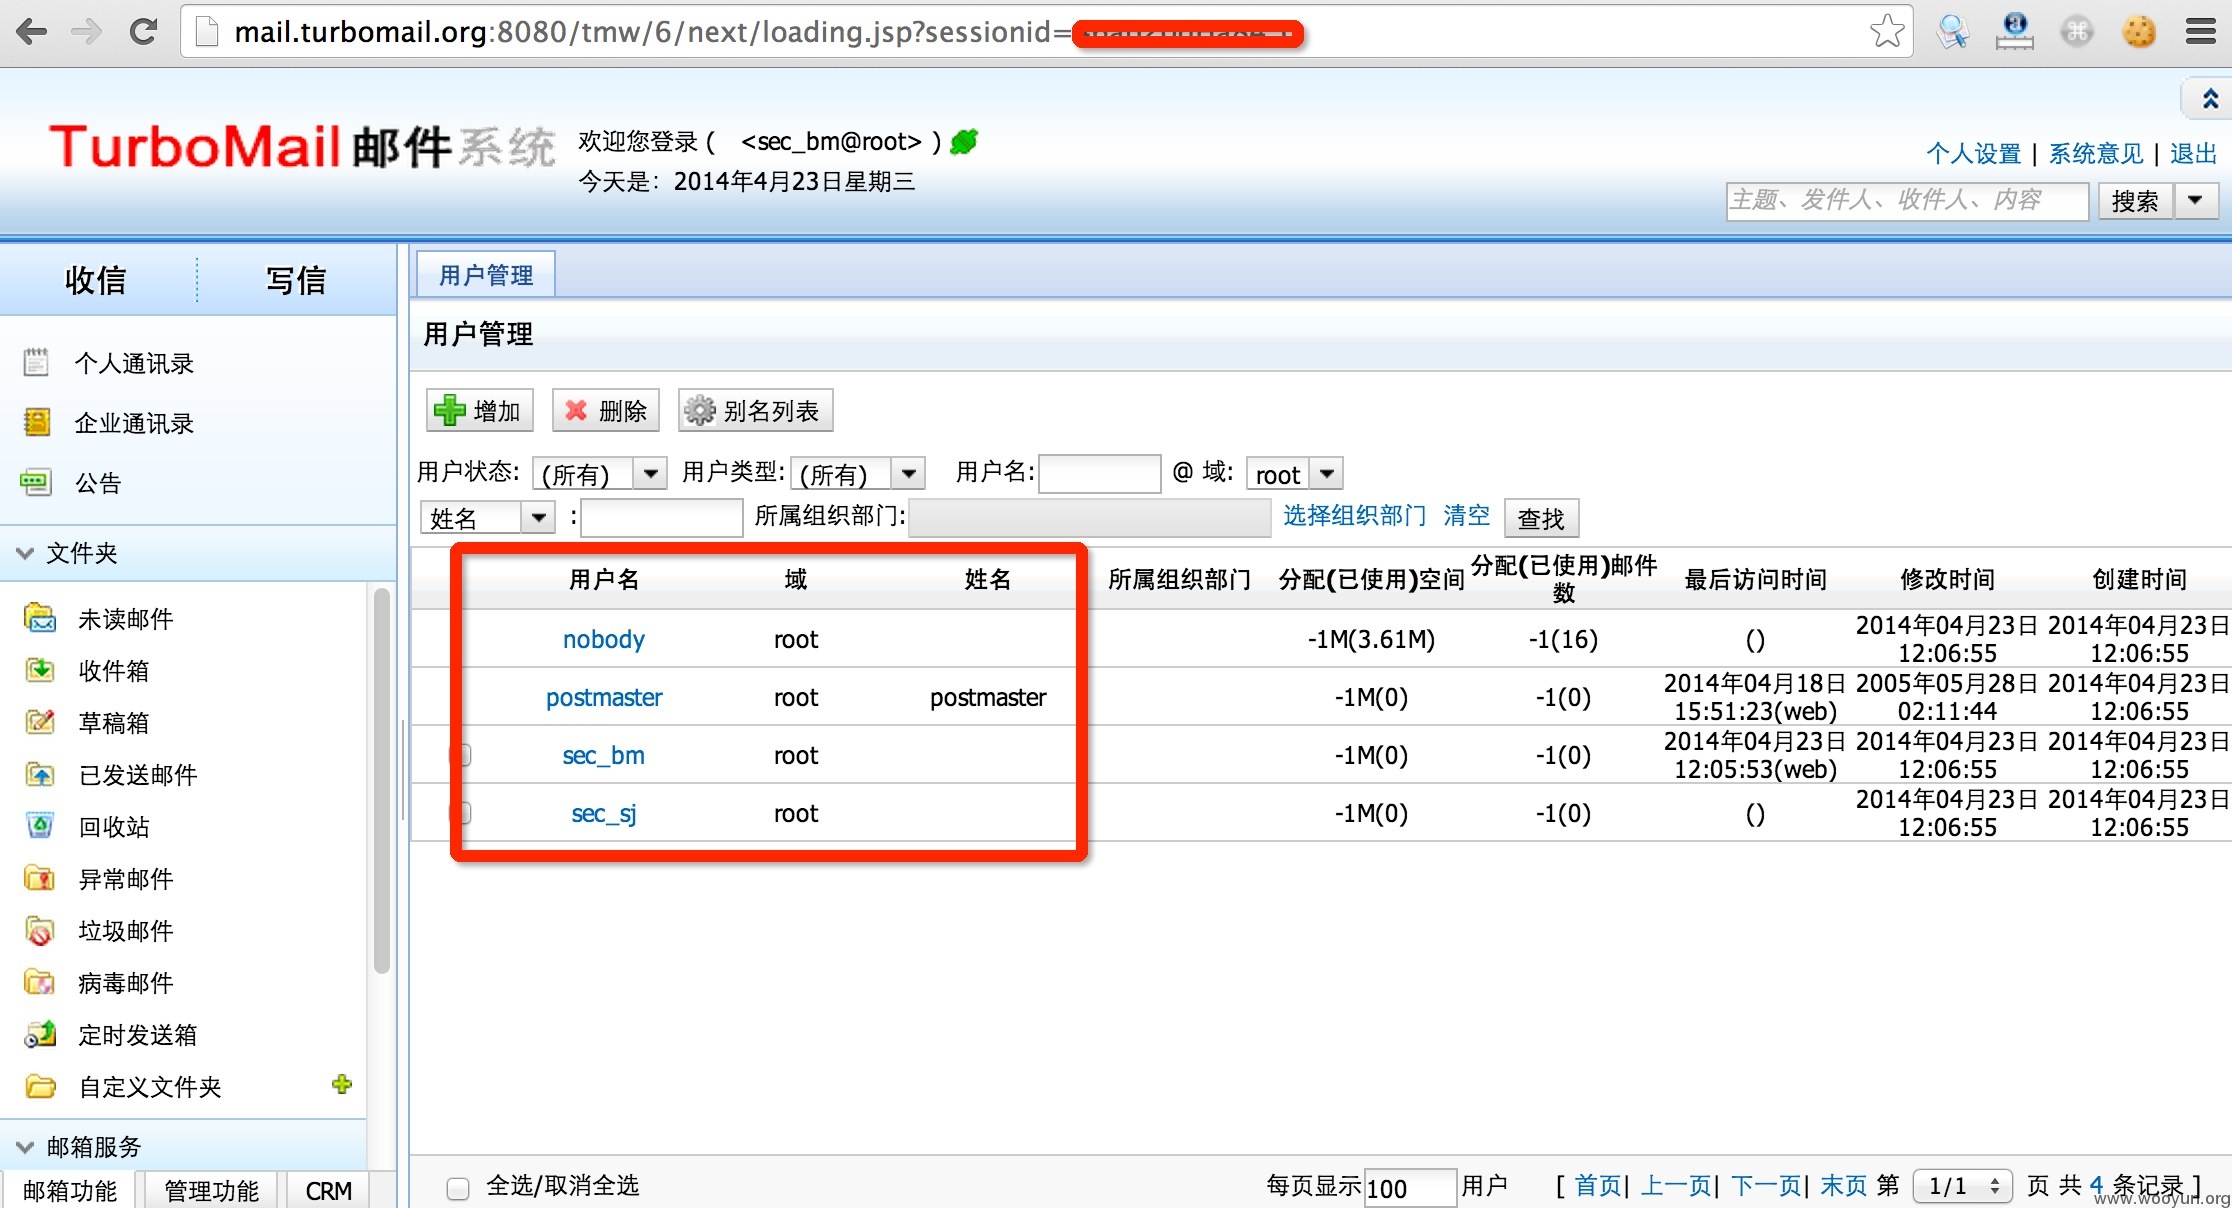 mail.turbomail.org:8080/tmw/6/next/loading.jsp?sessionid=
TurboMail 邮件系统
欢迎您登录 ( <sec_bm@root> )
今天是：2014年4月23日星期三
个人设置 | 系统意见 | 退出
主题、发件人、收件人、内容 搜索
收信 写信
个人通讯录
企业通讯录
公告
文件夹
未读邮件
收件箱
草稿箱
已发送邮件
回收站
异常邮件
垃圾邮件
病毒邮件
定时发送箱
自定义文件夹
邮箱服务
邮箱功能 管理功能 CRM
用户管理
用户管理
增加 删除 别名列表
用户状态: (所有) 用户类型: (所有) 用户名: @ 域: root
姓名 : 所属组织部门: 选择组织部门 清空 查找
用户名 域 姓名 所属组织部门 分配(已使用)空间 分配(已使用)邮件数 最后访问时间 修改时间 创建时间
nobody root -1M(3.61M) -1(16) () 2014年04月23日 12:06:55 2014年04月23日 12:06:55
postmaster root postmaster -1M(0) -1(0) 2014年04月18日 15:51:23(web) 2005年05月28日 02:11:44 2014年04月23日 12:06:55
sec_bm root -1M(0) -1(0) 2014年04月23日 12:05:53(web) 2014年04月23日 12:06:55 2014年04月23日 12:06:55
sec_sj root -1M(0) -1(0) () 2014年04月23日 12:06:55 2014年04月23日 12:06:55
全选/取消全选 每页显示 100 用户 [ 首页| 上一页| 下一页| 末页 第 1/1 页 共 4 条记录 ]
www.wooyun.org